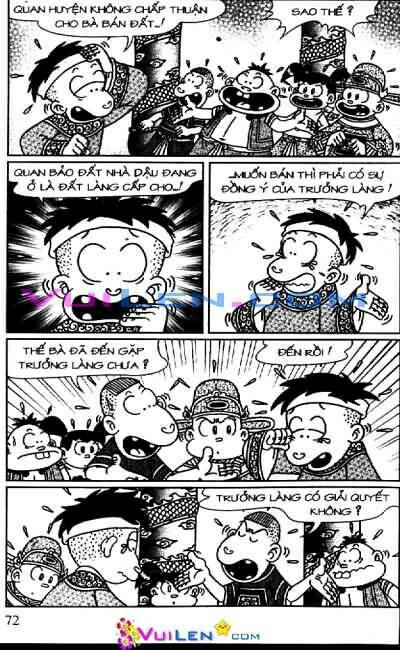 QUAN HUYỆN KHÔNG CHẤP THUẬN
CHO BÀ BÁN ĐẤT..!
SAO THẾ ?
QUAN BẢO ĐẤT NHÀ DẬU ĐANG
Ở LÀ ĐẤT LÀNG CẤP CHO...!
...MUỐN BÁN THÌ PHẢI CÓ SỰ
ĐỒNG Ý CỦA TRƯỞNG LÀNG !
VUILEN.COM
THẾ BÀ ĐÃ ĐẾN GẶP
TRƯỞNG LÀNG CHƯA ?
ĐẾN RỒI !
TRƯỞNG LÀNG CÓ GIẢI QUYẾT
KHÔNG ?
72
VUILEN.COM